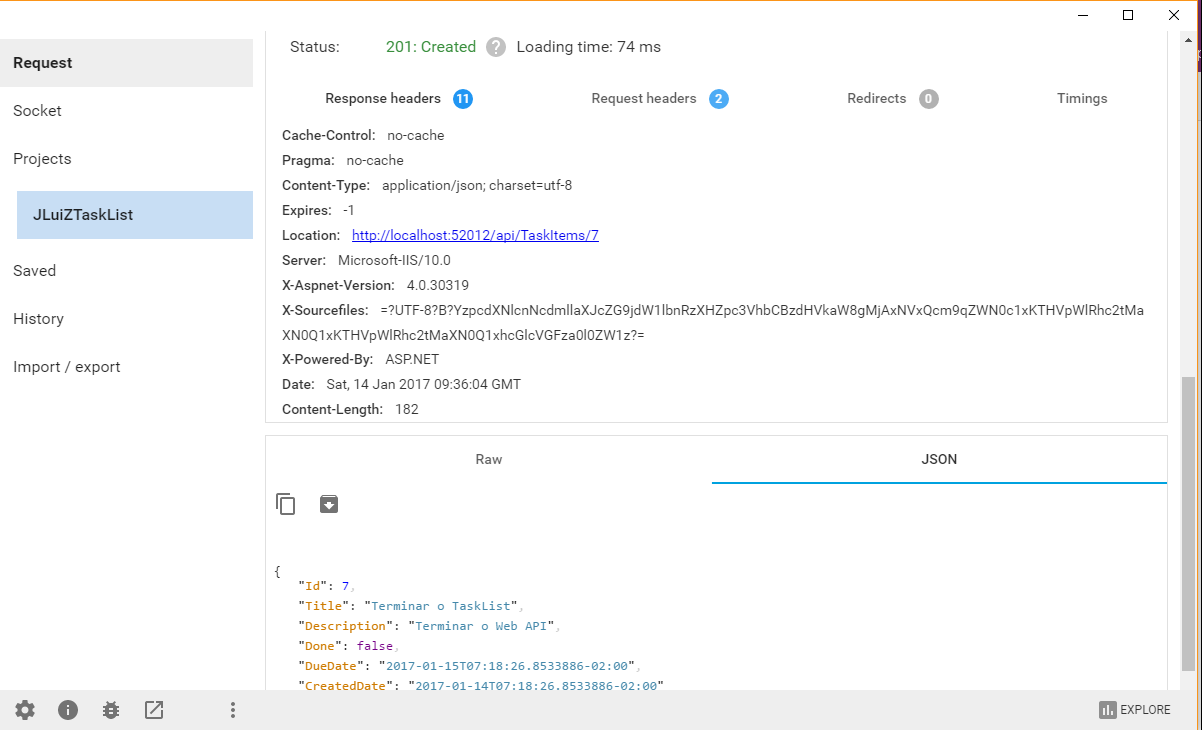 Status: 201: Created ? Loading time: 74 ms
Request
Socket
Projects
JLuiZTaskList
Saved
History
Import / export
Response headers 11 Request headers 2 Redirects 0 Timings
Cache-Control: no-cache
Pragma: no-cache
Content-Type: application/json; charset=utf-8
Expires: -1
Location: http://localhost:52012/api/TaskItems/7
Server: Microsoft-IIS/10.0
X-Aspnet-Version: 4.0.30319
X-Sourcefiles: =?UTF-8?B?YzpcdXNlcnNcdmlIaXJcZG9jdW1lbnRzXHZpc3VhbCBzdHVkaW8gMjAxNVxQcm9qZWN0c1xKTHVpWlRhc2tMa
XN0Q1xKTHVpWlRhc2tMaXN0Q1xhcGlcVGFza0l0ZW1z?=
X-Powered-By: ASP.NET
Date: Sat, 14 Jan 2017 09:36:04 GMT
Content-Length: 182
Raw JSON
{
"Id": 7,
"Title": "Terminar o TaskList",
"Description": "Terminar o Web API",
"Done": false,
"DueDate": "2017-01-15T07:18:26.8533886-02:00",
"CreatedDate": "2017-01-14T07:18:26.8533886-02:00"
EXPLORE